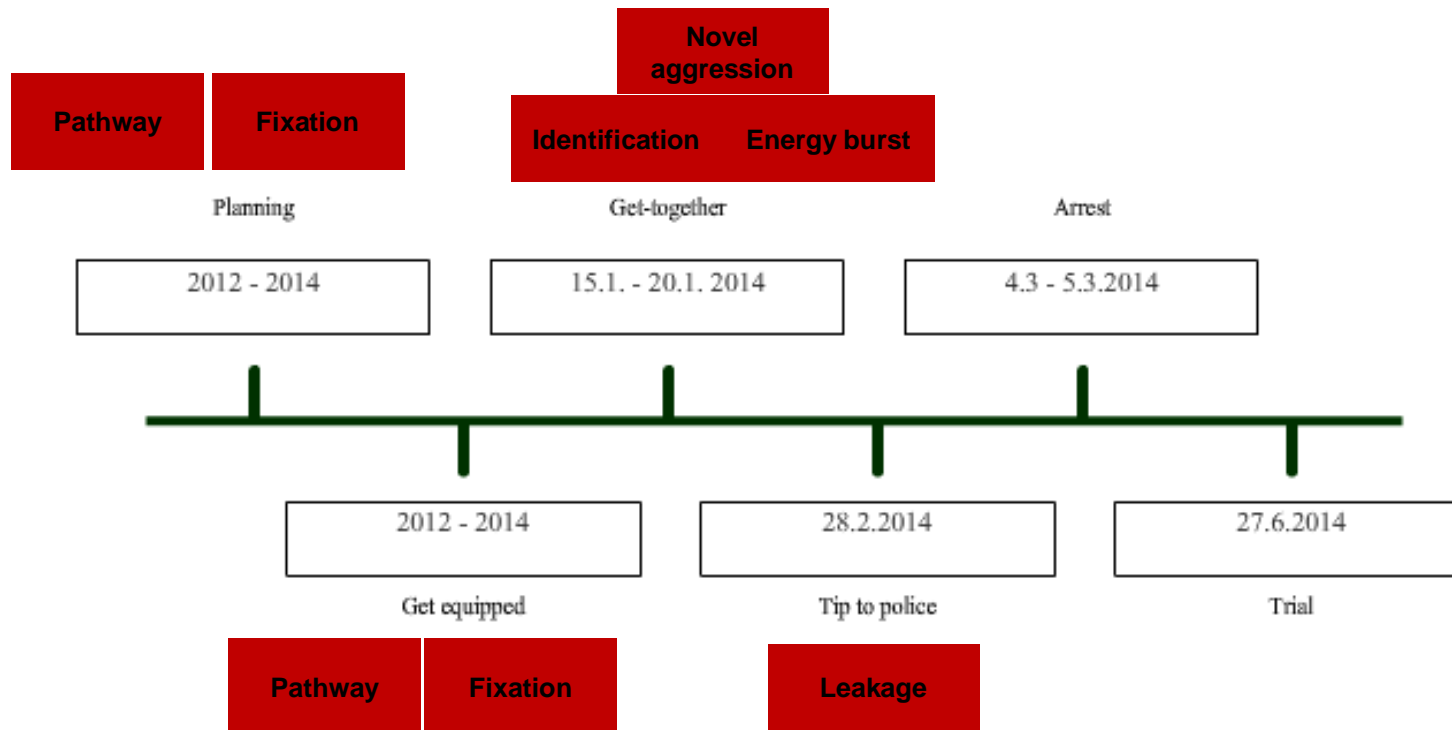 Novel
aggression
Pathway
Fixation
Identification
Energy burst
Planning
Get-together
Arrest
2012 - 2014
15.1. - 20.1. 2014
4.3 - 5.3.2014
2012 - 2014
28.2.2014
27.6.2014
Get equipped
Tip to police
Trial
Pathway
Fixation
Leakage